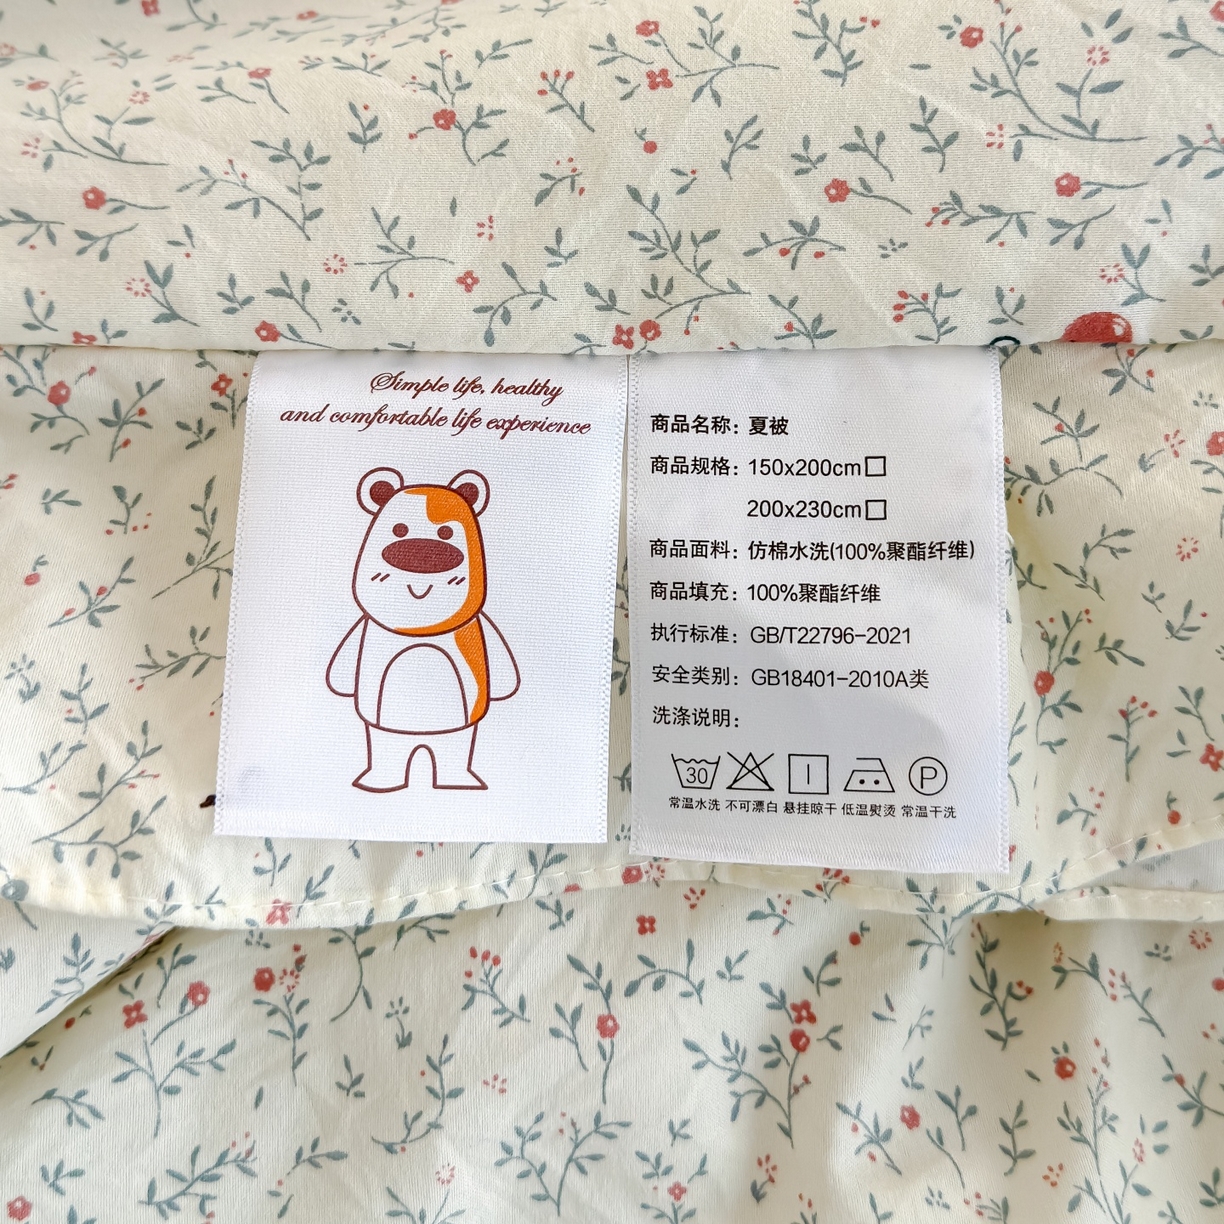 Simple life, healthy
and comfortable life experience
商品名称: 夏被
商品规格: 150x200cm□
200x230cm□
商品面料: 仿棉水洗(100%聚酯纤维)
商品填充: 100%聚酯纤维
执行标准: GB/T22796-2021
安全类别: GB18401-2010A类
洗涤说明:
30 P
常温水洗 不可漂白 悬挂晾干 低温熨烫 常温干洗